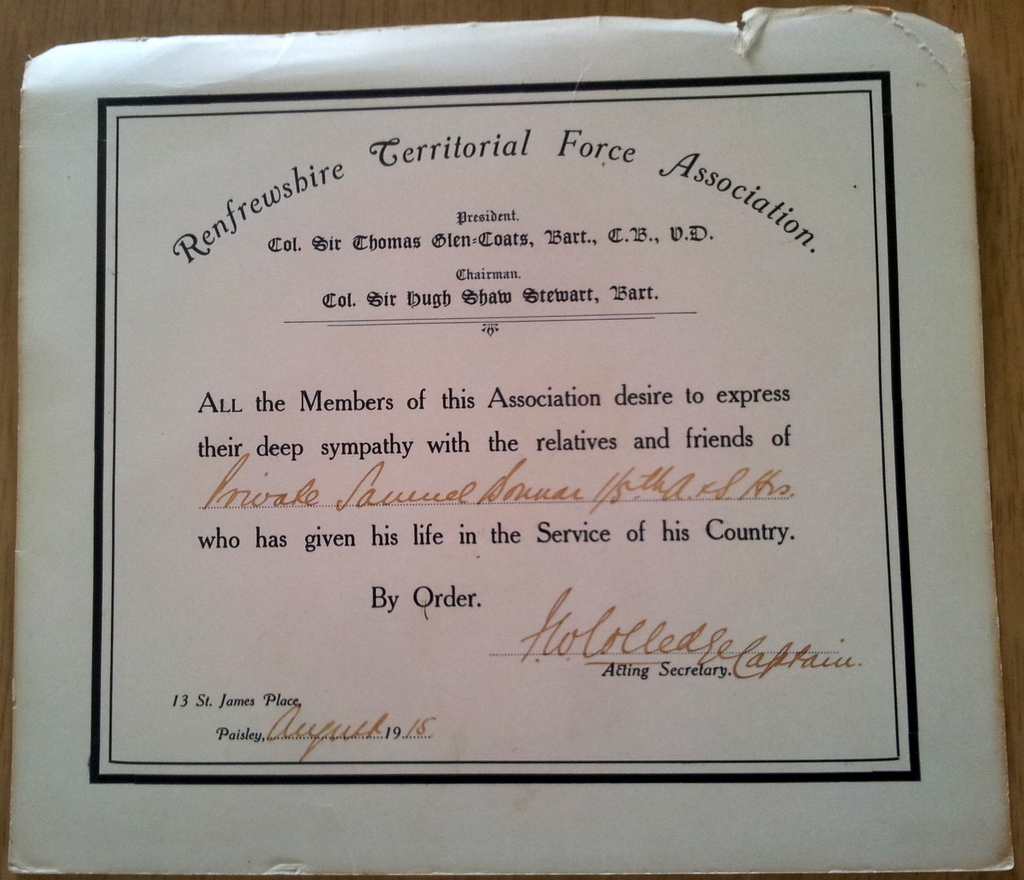 Renfrewshire Territorial Force Association.
President.
Col. Sir Thomas Glen-Coats, Bart., C.B., V.D.
Chairman.
Col. Sir Hugh Shaw Stewart, Bart.
ALL the Members of this Association desire to express
their deep sympathy with the relatives and friends of
Private Samuel Bonnar 1/6th A & S Hrs.
who has given his life in the Service of his Country.
By Order.
Colledge Captain.
Acting Secretary.
13 St. James Place,
Paisley, August 1915